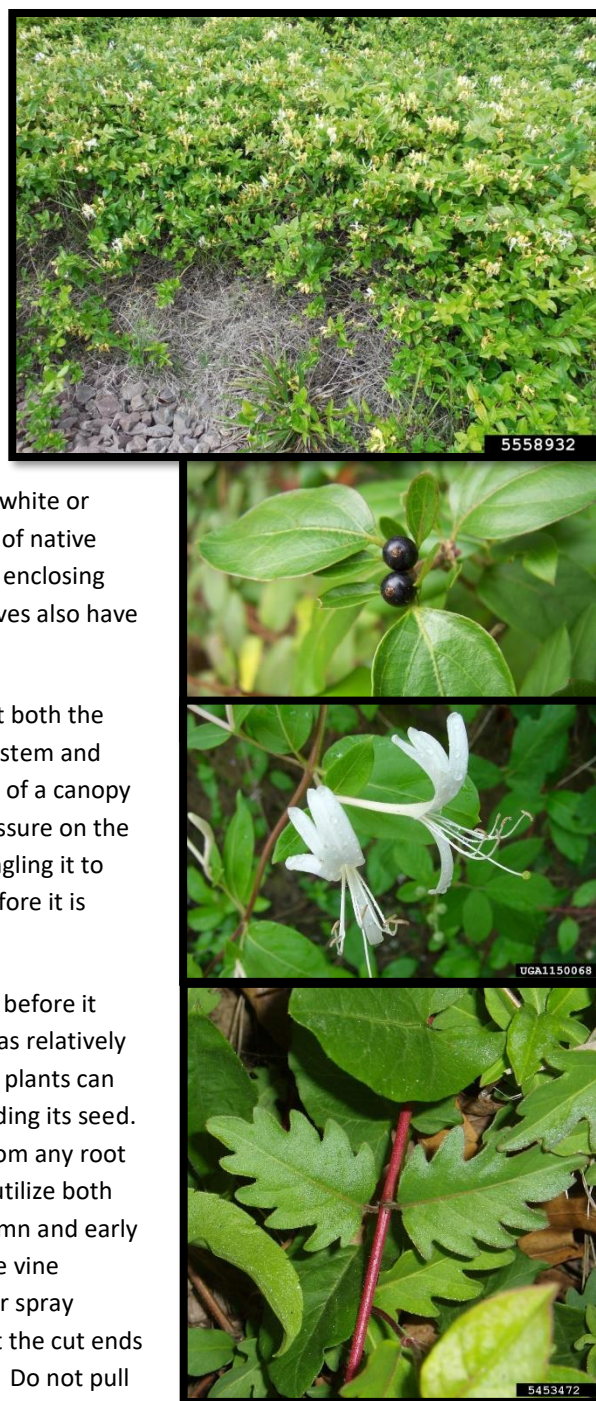 5558932
white or
of native
enclosing
ves also have
t both the
stem and
of a canopy
ssure on the
ngling it to
fore it is
before it
as relatively
plants can
ding its seed.
om any root
utilize both
mn and early
e vine
r spray
t the cut ends
Do not pull
UGA1150068
5453472